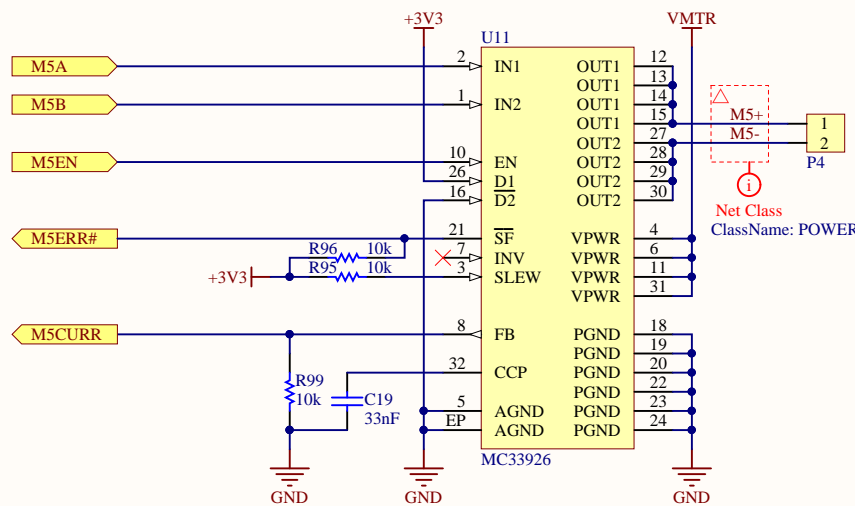 +3V3 VMTR
U11
M5A 2 IN1 OUT1 12
OUT1 13
M5B 1 IN2 OUT1 14
OUT1 15 M5+ 1
OUT2 27 M5- 2
M5EN 10 EN OUT2 28 P4
26 D1 OUT2 29
16 D2 OUT2 30
Net Class
ClassName: POWER
M5ERR# 21 SF VPWR 4
R96 10k 7 INV VPWR 6
+3V3 R95 10k 3 SLEW VPWR 11
VPWR 31
M5CURR 8 FB PGND 18
PGND 19
32 CCP PGND 20
R99 10k C19 33nF PGND 22
5 AGND PGND 23
EP AGND PGND 24
MC33926
GND GND GND